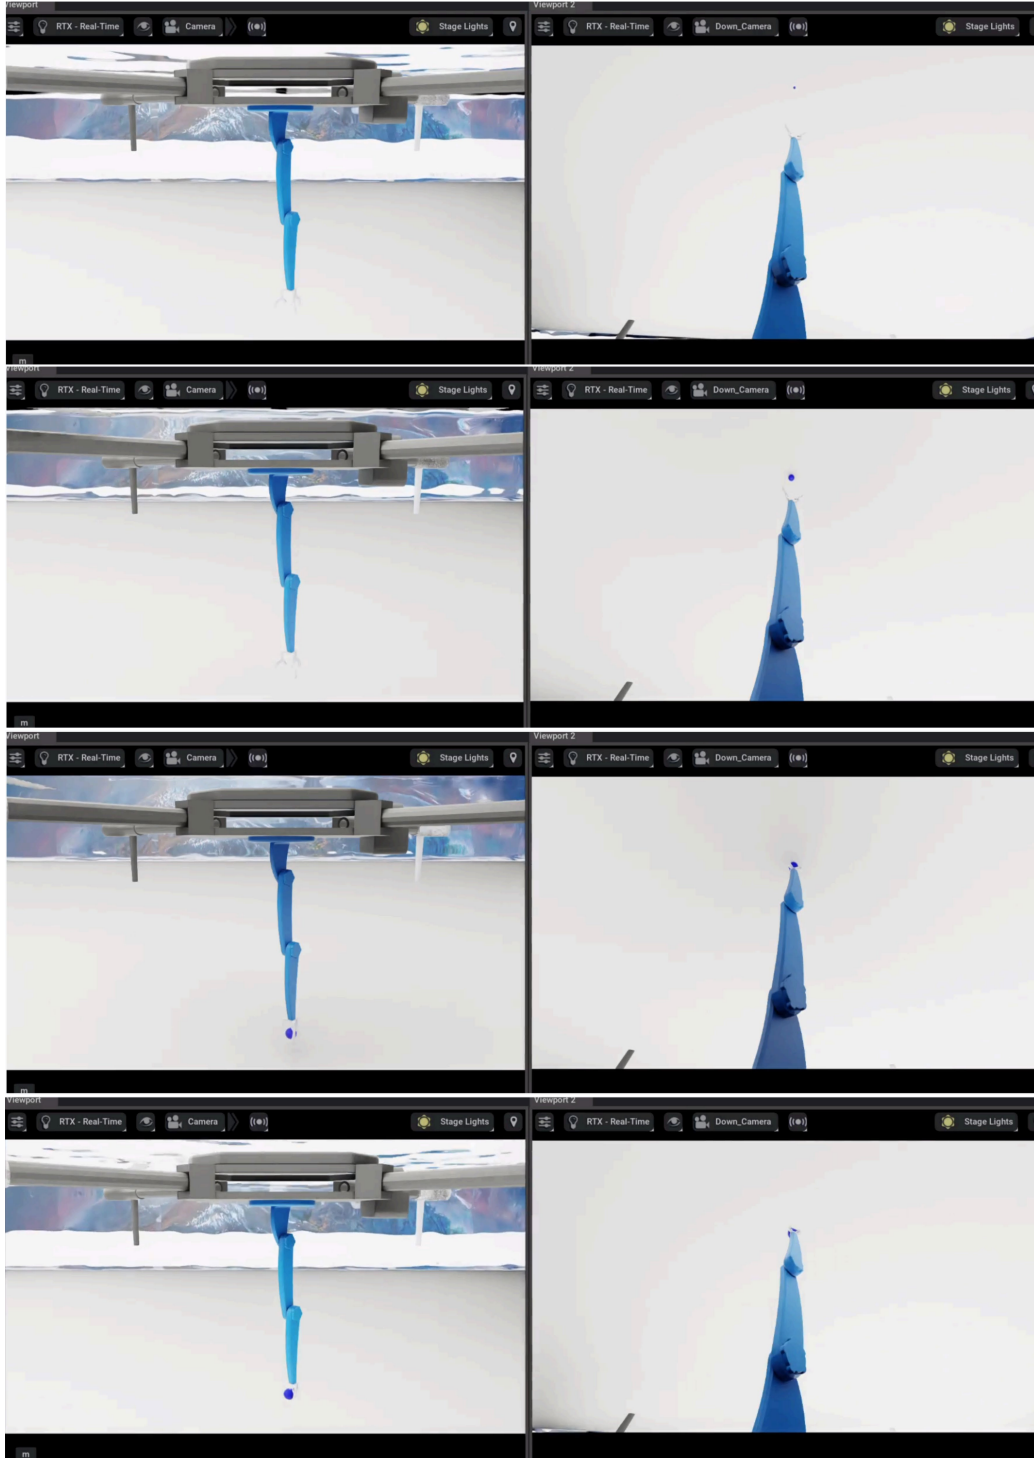 Viewport
Viewport 2
RTX - Real-Time
Camera
Stage Lights
RTX - Real-Time
Down_Camera
Stage Lights
m
Viewport
Viewport 2
RTX - Real-Time
Camera
Stage Lights
RTX - Real-Time
Down_Camera
Stage Lights
m
Viewport
Viewport 2
RTX - Real-Time
Camera
Stage Lights
RTX - Real-Time
Down_Camera
Stage Lights
m
Viewport
Viewport 2
RTX - Real-Time
Camera
Stage Lights
RTX - Real-Time
Down_Camera
Stage Lights
m